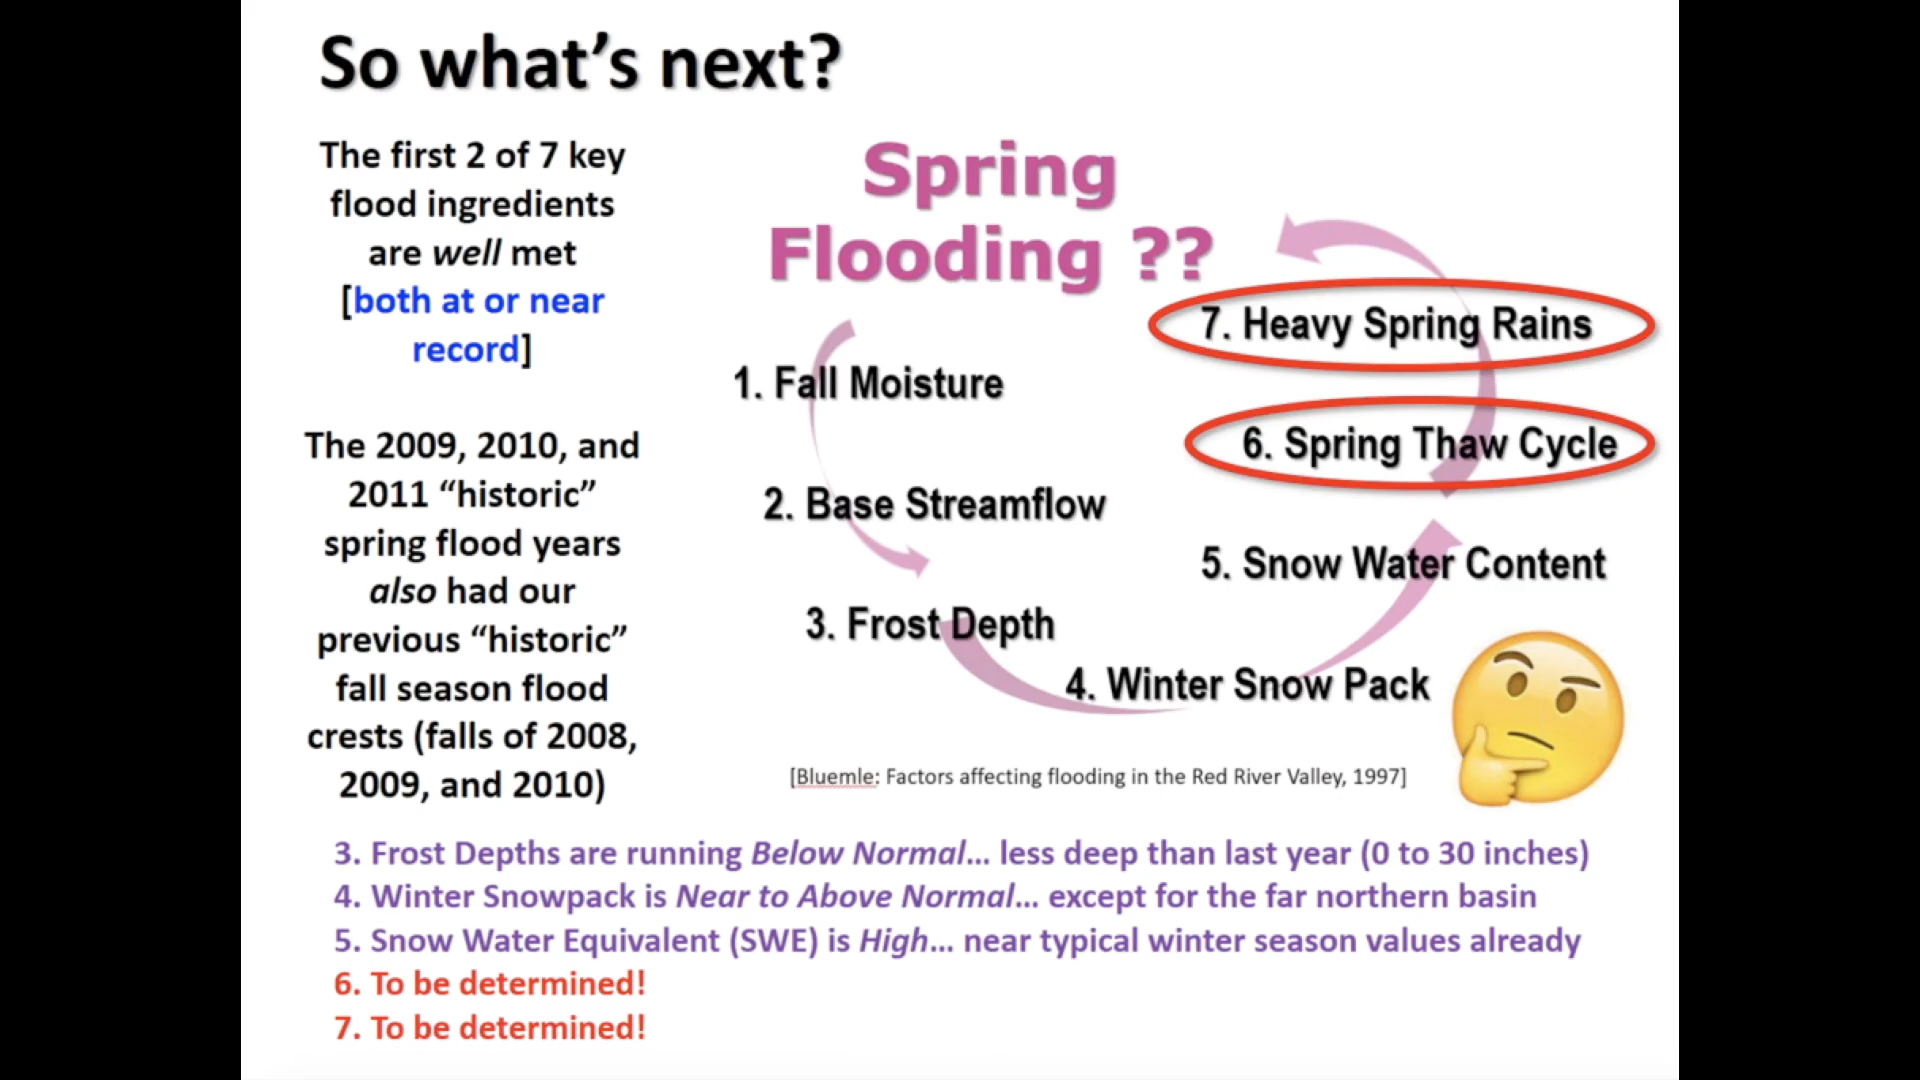 So what's next?
The first 2 of 7 key
flood ingredients
are well met
[both at or near
record]
The 2009, 2010, and
2011 “historic”
spring flood years
also had our
previous “historic”
fall season flood
crests (falls of 2008,
2009, and 2010)
Spring
Flooding ??
1. Fall Moisture
2. Base Streamflow
3. Frost Depth
4. Winter Snow Pack
5. Snow Water Content
6. Spring Thaw Cycle
7. Heavy Spring Rains
[Bluemle: Factors affecting flooding in the Red River Valley, 1997]
3. Frost Depths are running Below Normal... less deep than last year (0 to 30 inches)
4. Winter Snowpack is Near to Above Normal... except for the far northern basin
5. Snow Water Equivalent (SWE) is High... near typical winter season values already
6. To be determined!
7. To be determined!